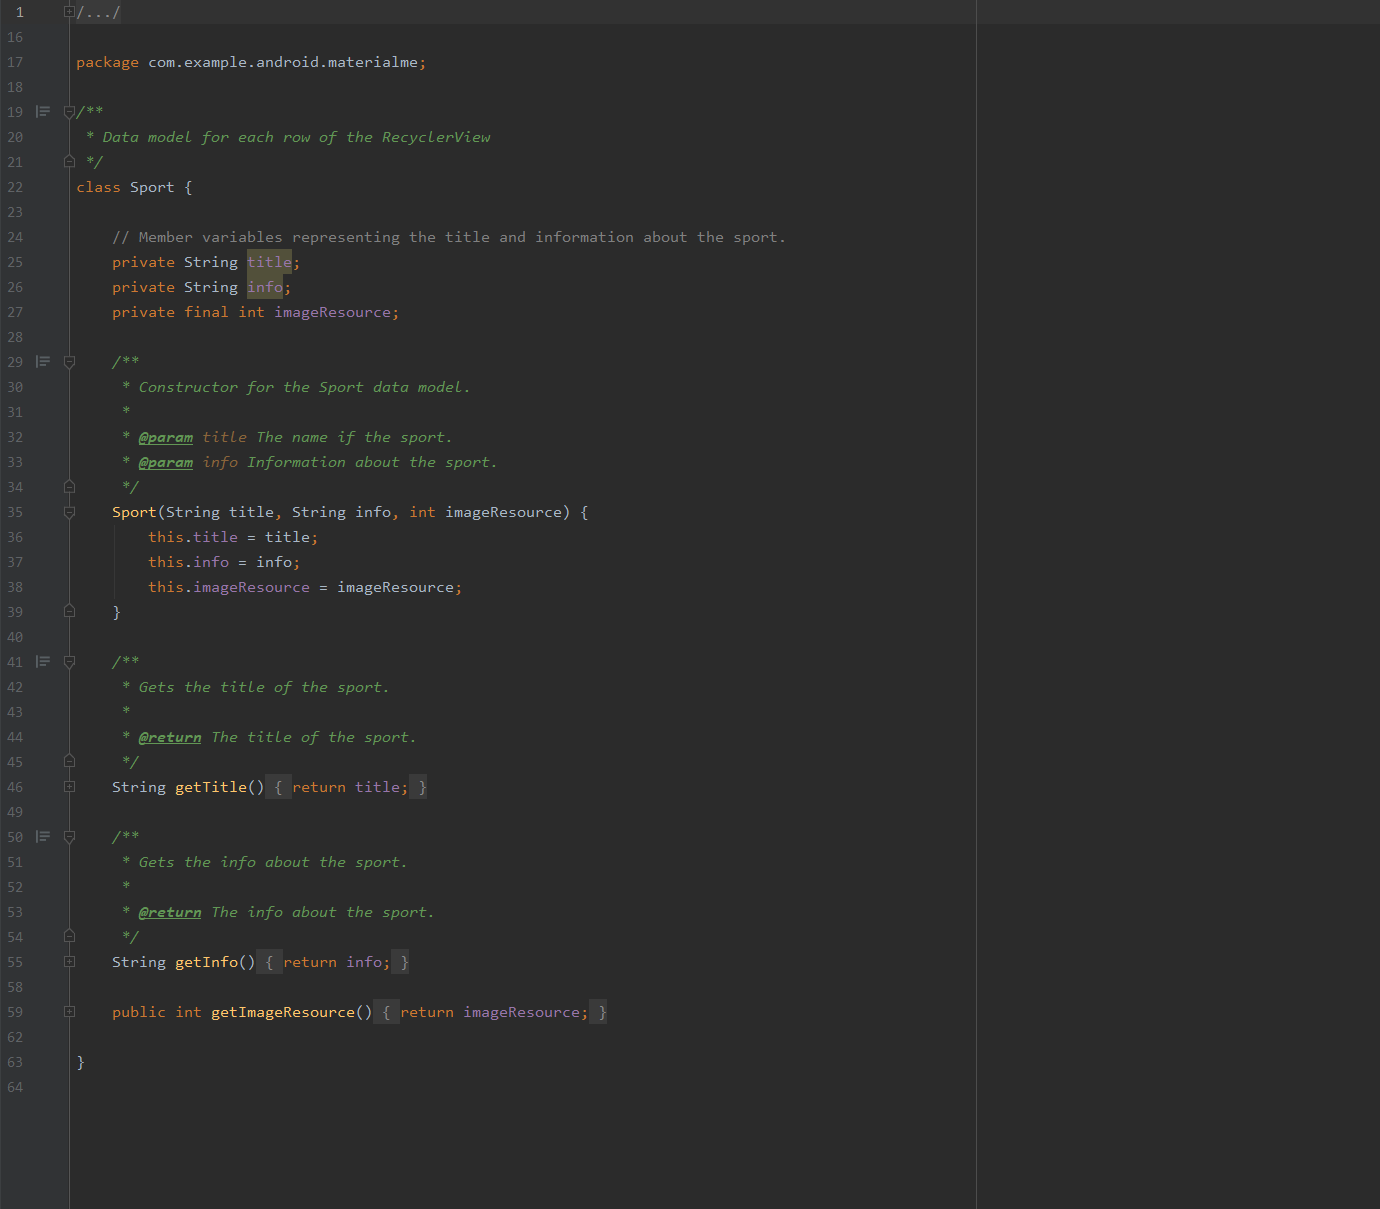 1 /.../
16
17 package com.example.android.materialme;
18
19 /**
20  * Data model for each row of the RecyclerView
21  */
22 class Sport {
23
24     // Member variables representing the title and information about the sport.
25     private String title;
26     private String info;
27     private final int imageResource;
28
29     /**
30      * Constructor for the Sport data model.
31      *
32      * @param title The name if the sport.
33      * @param info Information about the sport.
34      */
35     Sport(String title, String info, int imageResource) {
36         this.title = title;
37         this.info = info;
38         this.imageResource = imageResource;
39     }
40
41     /**
42      * Gets the title of the sport.
43      *
44      * @return The title of the sport.
45      */
46     String getTitle() { return title; }
49
50     /**
51      * Gets the info about the sport.
52      *
53      * @return The info about the sport.
54      */
55     String getInfo() { return info; }
58
59     public int getImageResource() { return imageResource; }
62
63 }
64